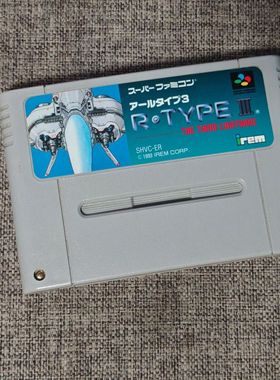 スーパーファミコン
アールタイプ3
R・TYPE III
THE THIRD LIGHTNING
SHVC-ER
© 1993 IREM CORP.
irem